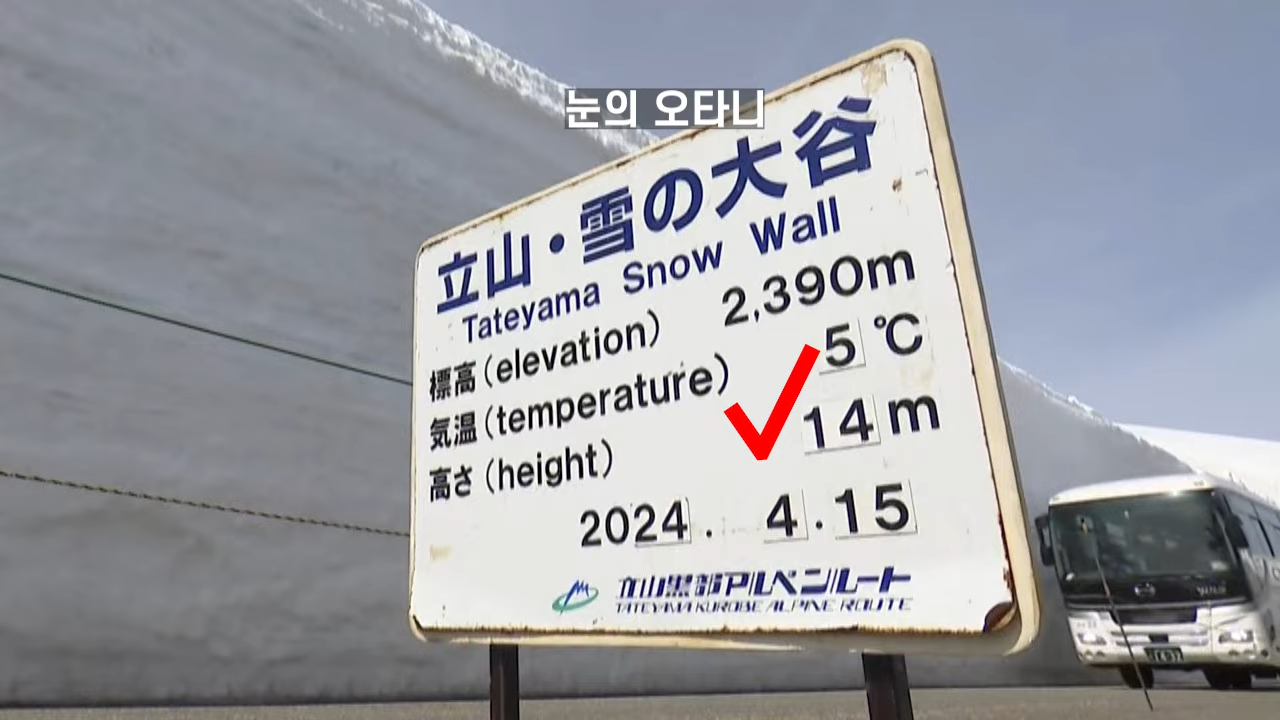 눈의 오타니
立山・雪の大谷
Tateyama Snow Wall
標高(elevation) 2,390m
気温(temperature) 5 ℃
高さ(height) 14 m
2024. 4.15
立山黒部アルペンルート
TATEYAMA KUROBE ALPINE ROUTE